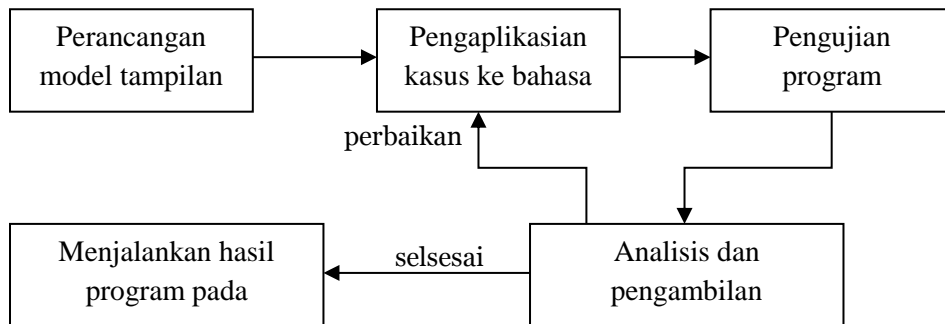 Perancangan
model tampilan
Pengaplikasian
kasus ke bahasa
Pengujian
program
perbaikan
Menjalankan hasil
program pada
selsesai
Analisis dan
pengambilan